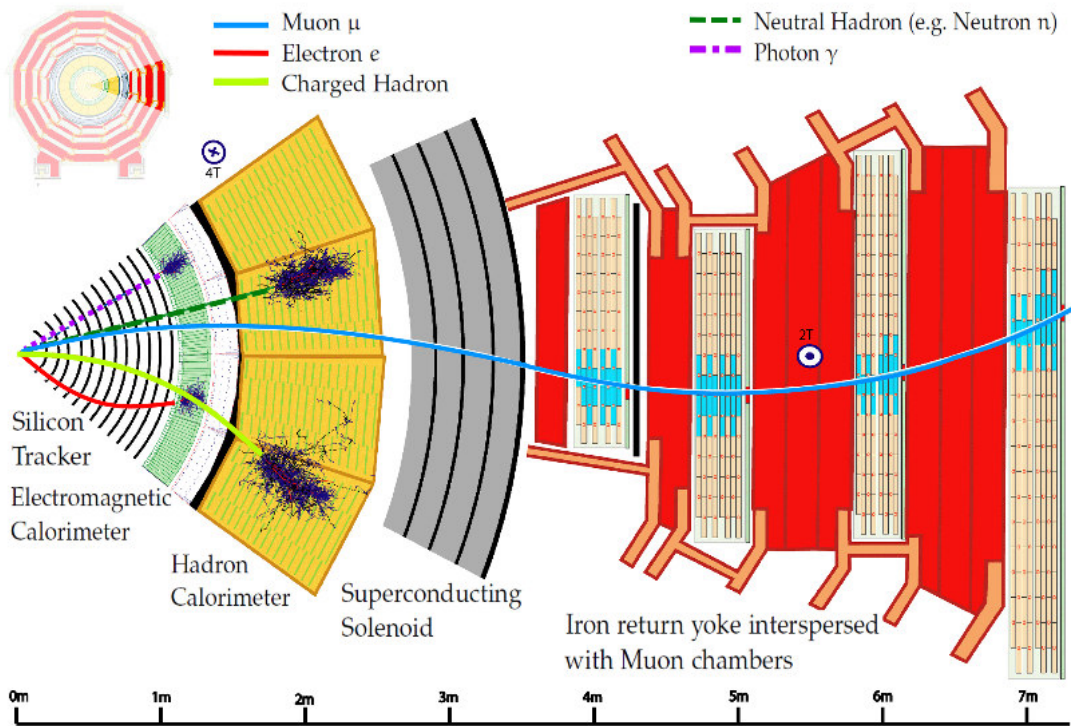 Muon μ
Electron e
Charged Hadron
Neutral Hadron (e.g. Neutron n)
Photon γ
4T
2T
Silicon
Tracker
Electromagnetic
Calorimeter
Hadron
Calorimeter
Superconducting
Solenoid
Iron return yoke interspersed
with Muon chambers
0m 1m 2m 3m 4m 5m 6m 7m